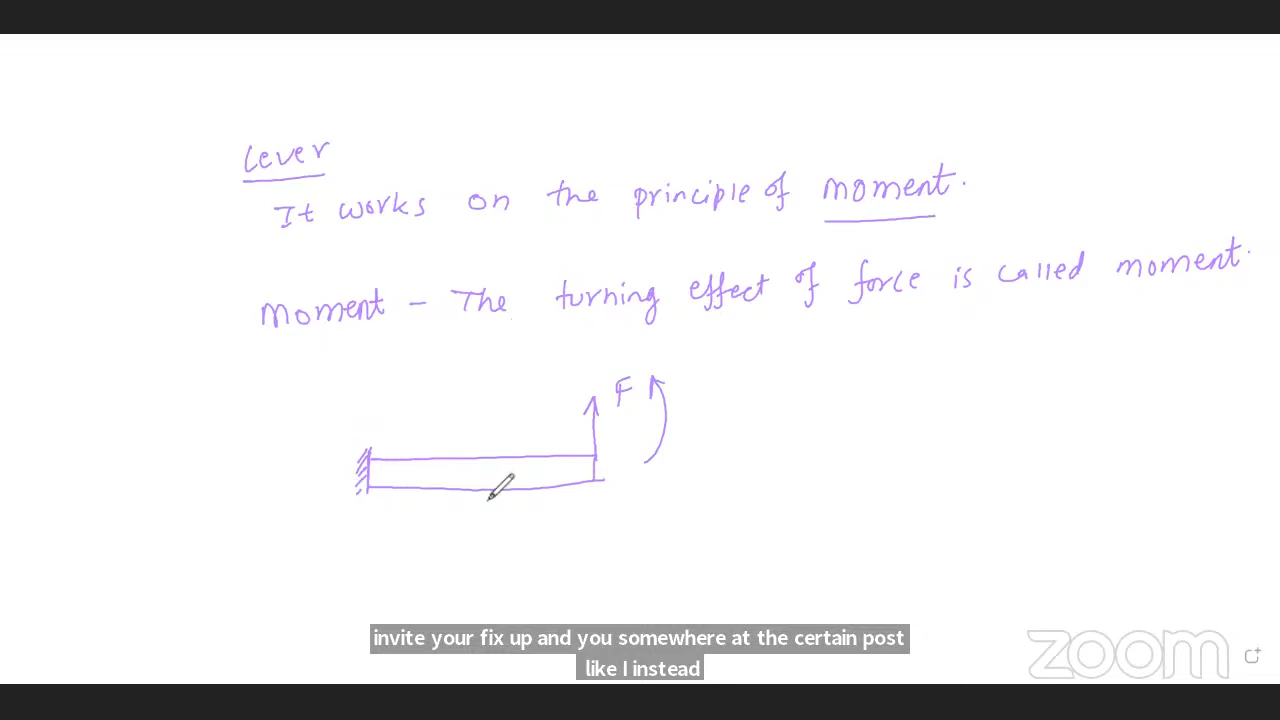 Lever
It works on the principle of moment.
Moment - The turning effect of force is called moment.
F
invite your fix up and you somewhere at the certain post
like I instead
zoom